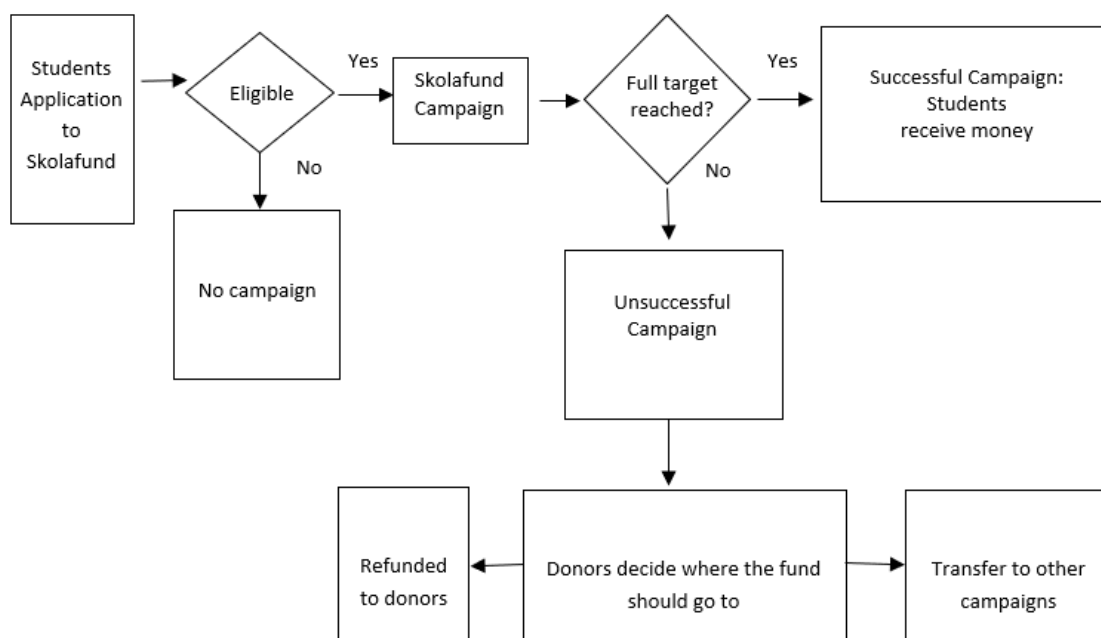 Students
Application
to
Skolafund
Eligible
Yes
No
No campaign
Skolafund
Campaign
Full target
reached?
Yes
No
Successful Campaign:
Students
receive money
Unsuccessful
Campaign
Refunded
to donors
Donors decide where the fund
should go to
Transfer to other
campaigns